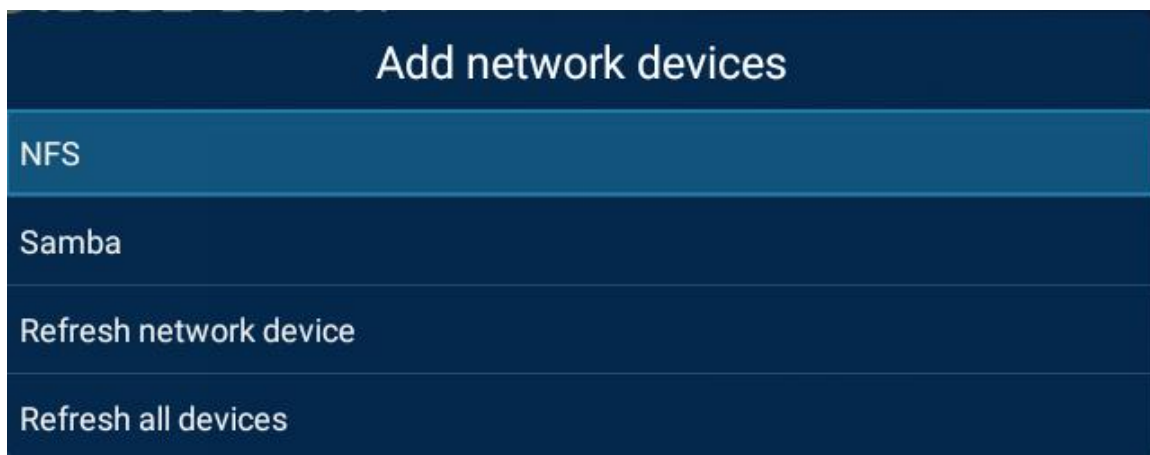 Add network devices
NFS
Samba
Refresh network device
Refresh all devices